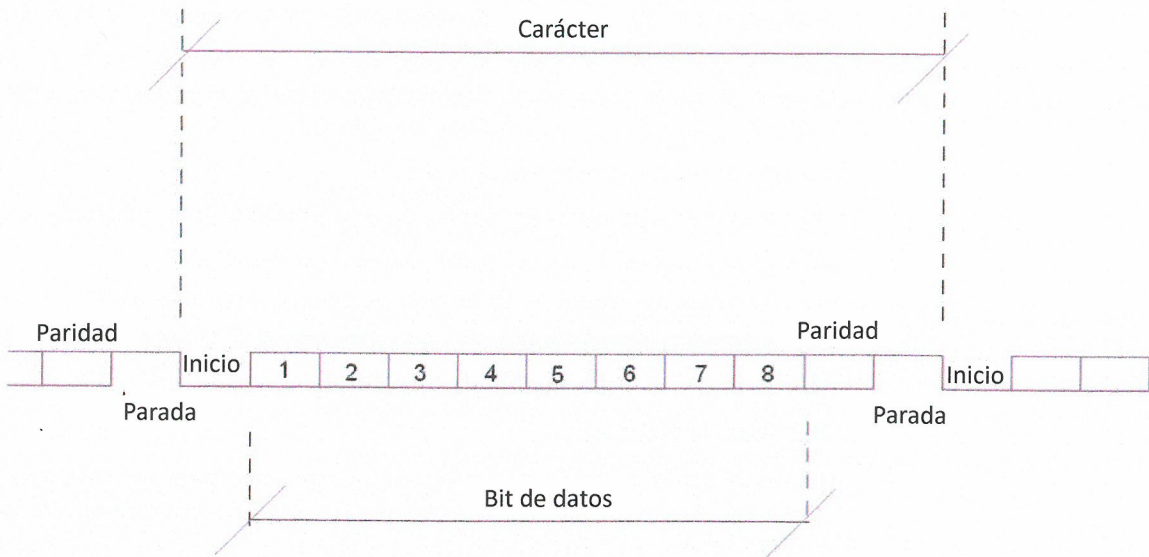 Carácter
Paridad
Paridad
Inicio 1 2 3 4 5 6 7 8 Inicio
Parada
Parada
Bit de datos